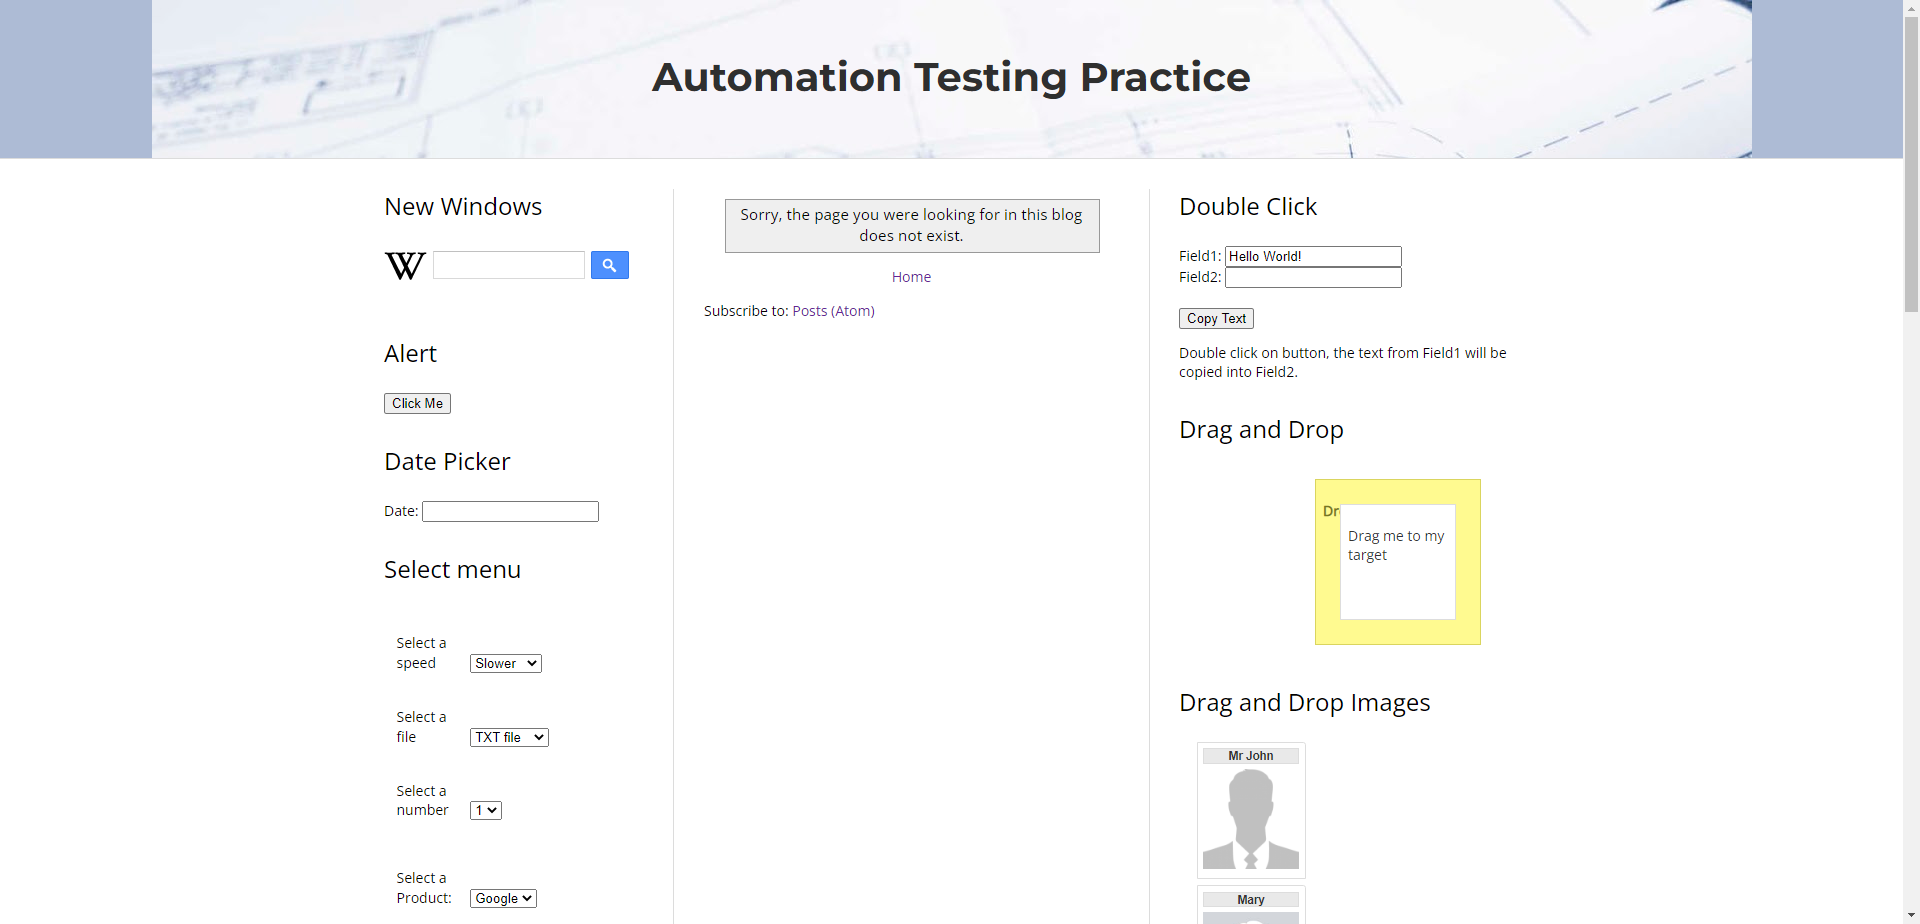 Automation Testing Practice
New Windows
W
Alert
Click Me
Date Picker
Date:
Select menu
Select a
speed
Slower
Select a
file
TXT file
Select a
number
1
Select a
Product:
Google
Sorry, the page you were looking for in this blog
does not exist.
Home
Subscribe to: Posts (Atom)
Double Click
Field1: Hello World!
Field2:
Copy Text
Double click on button, the text from Field1 will be
copied into Field2.
Drag and Drop
Dr
Drag me to my
target
Drag and Drop Images
Mr John
Mary